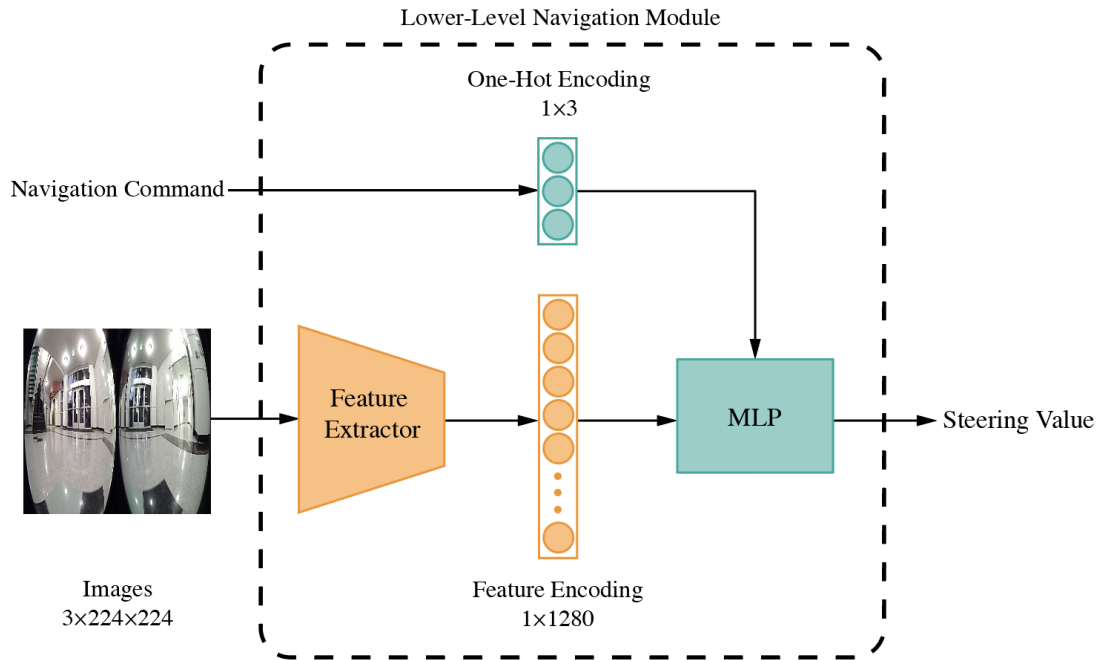 Lower-Level Navigation Module
One-Hot Encoding
1×3
Navigation Command
Feature
Extractor
MLP
Steering Value
Images
3×224×224
Feature Encoding
1×1280